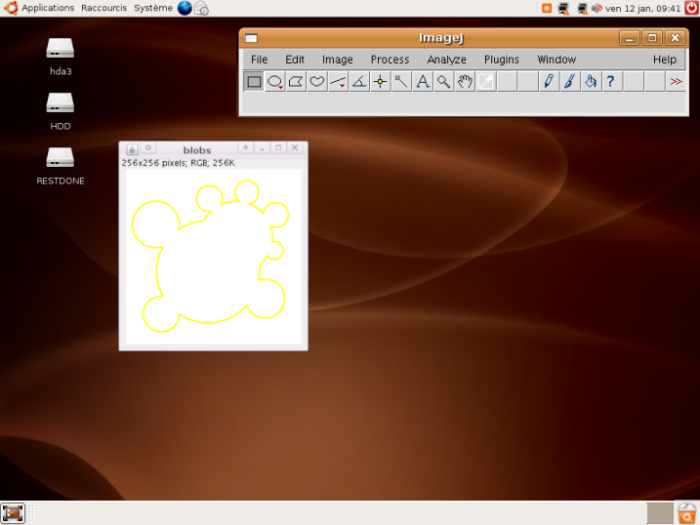 Applications Raccourcis Système ven 12 jan, 09:41
ImageJ
File Edit Image Process Analyze Plugins Window Help
A ? >>
hda3
HDD
RESTDONE
blobs
256x256 pixels; RGB; 256K